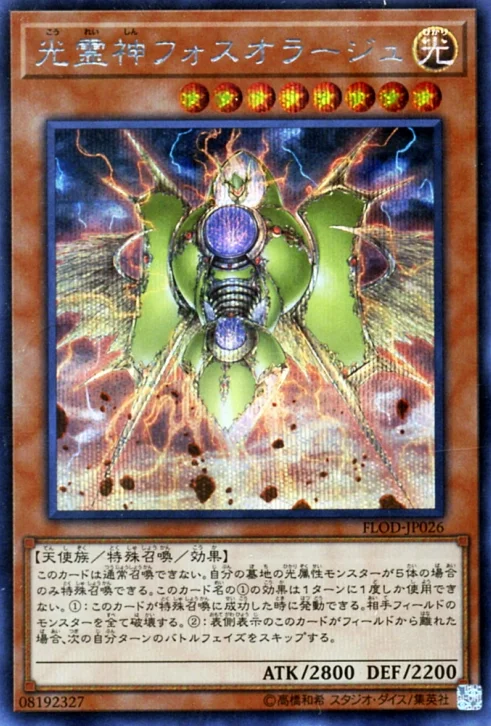 光霊神フォスオラージュ
光
FLOD-JP026
【天使族／特殊召喚／効果】
このカードは通常召喚できない。自分の墓地の光属性モンスターが５体の場合
のみ特殊召喚できる。このカード名の①の効果は１ターンに１度しか使用でき
ない。①：このカードが特殊召喚に成功した時に発動できる。相手フィールドの
モンスターを全て破壊する。②：表側表示のこのカードがフィールドから離れた
場合、次の自分ターンのバトルフェイズをスキップする。
ATK/2800 DEF/2200
08192327
©高橋和希 スタジオ・ダイス/集英社